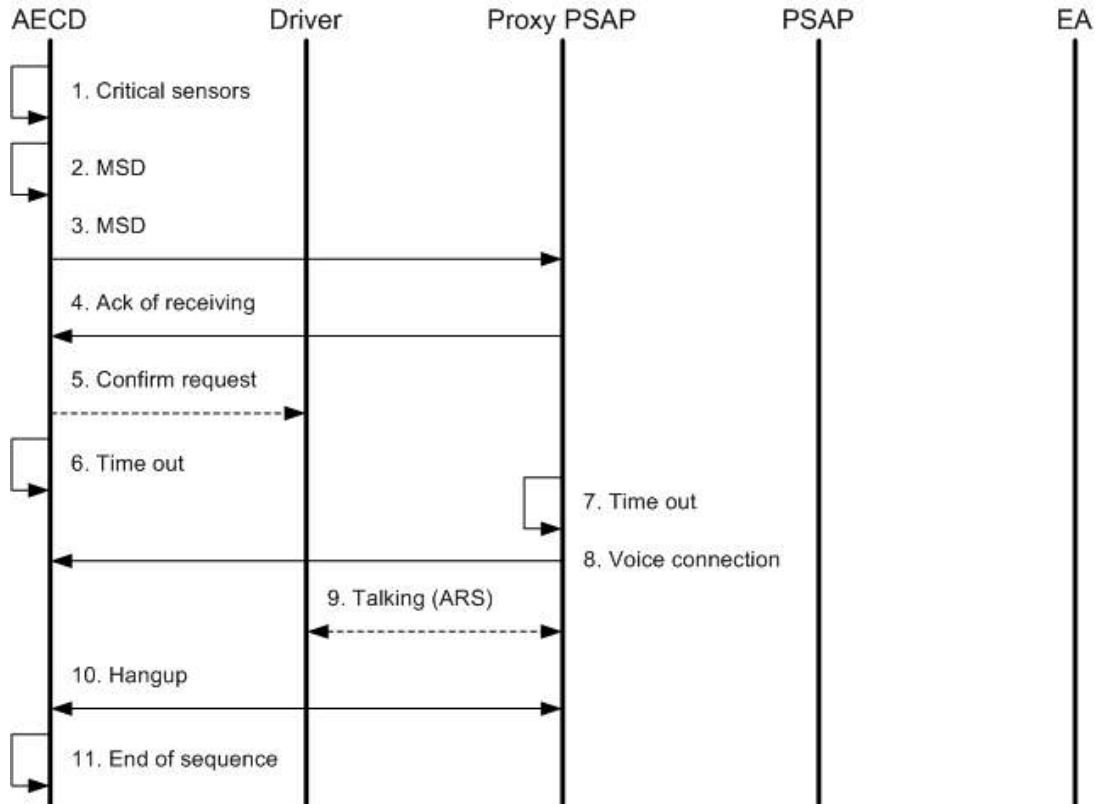 AECD Driver Proxy PSAP PSAP EA
1. Critical sensors
2. MSD
3. MSD
4. Ack of receiving
5. Confirm request
6. Time out
7. Time out
8. Voice connection
9. Talking (ARS)
10. Hangup
11. End of sequence